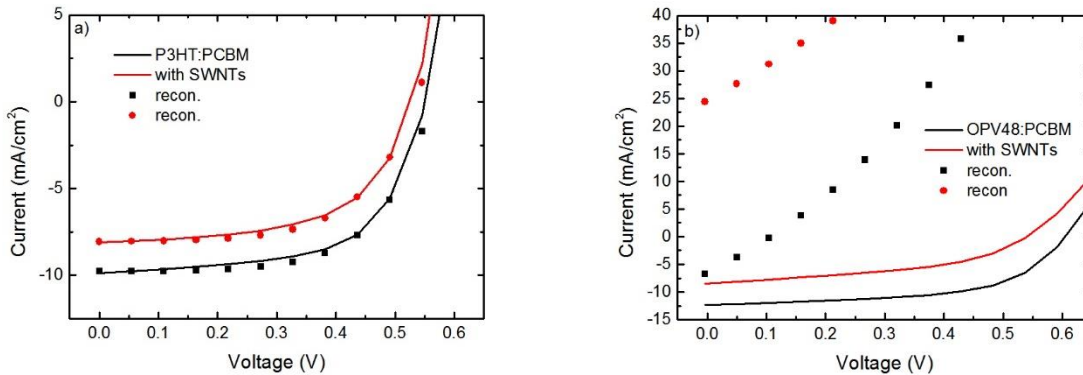 a)
P3HT:PCBM
with SWNTs
recon.
recon.
5
0
-5
-10
Current (mA/cm²)
0.0 0.1 0.2 0.3 0.4 0.5 0.6
Voltage (V)
b)
40
35
30
25
20
15
10
5
0
-5
-10
-15
Current (mA/cm²)
OPV48:PCBM
with SWNTs
recon.
recon
0.0 0.1 0.2 0.3 0.4 0.5 0.6
Voltage (V)